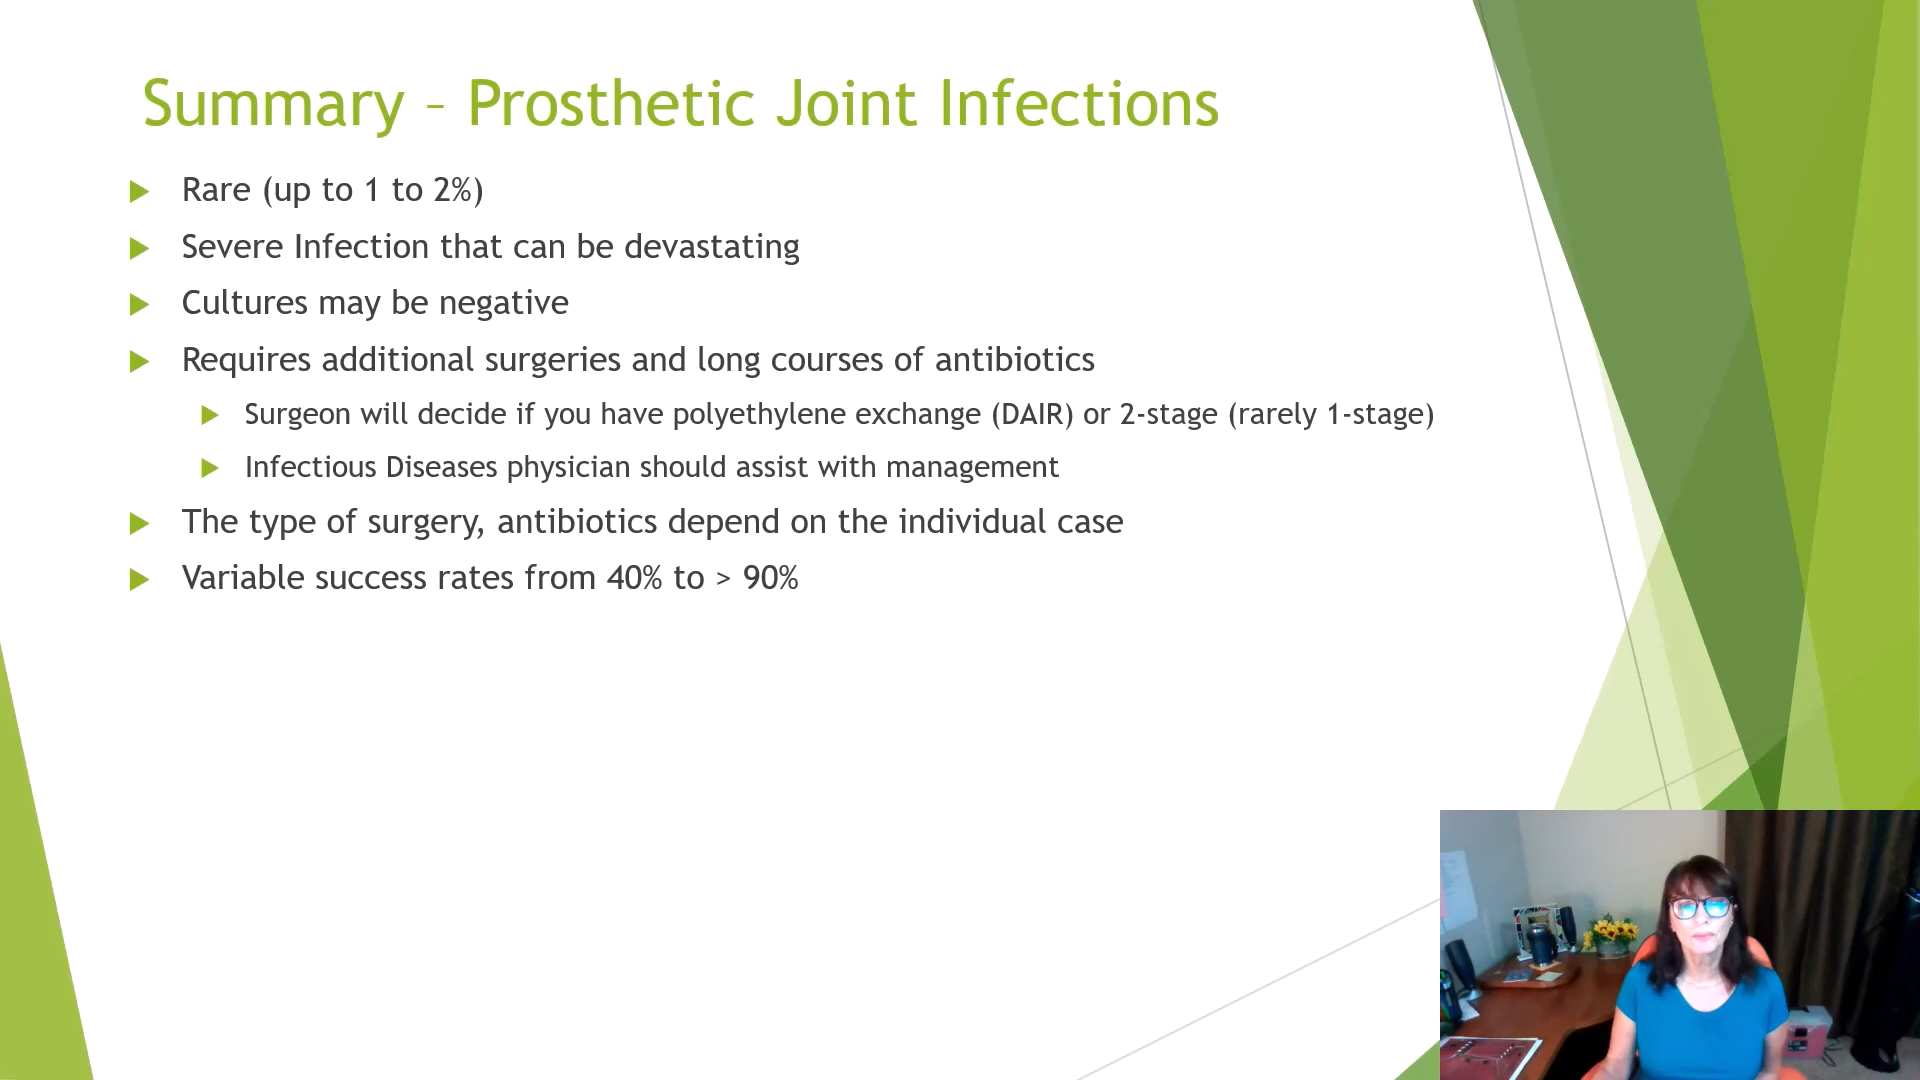 Summary – Prosthetic Joint Infections
Rare (up to 1 to 2%)
Severe Infection that can be devastating
Cultures may be negative
Requires additional surgeries and long courses of antibiotics
Surgeon will decide if you have polyethylene exchange (DAIR) or 2-stage (rarely 1-stage)
Infectious Diseases physician should assist with management
The type of surgery, antibiotics depend on the individual case
Variable success rates from 40% to > 90%